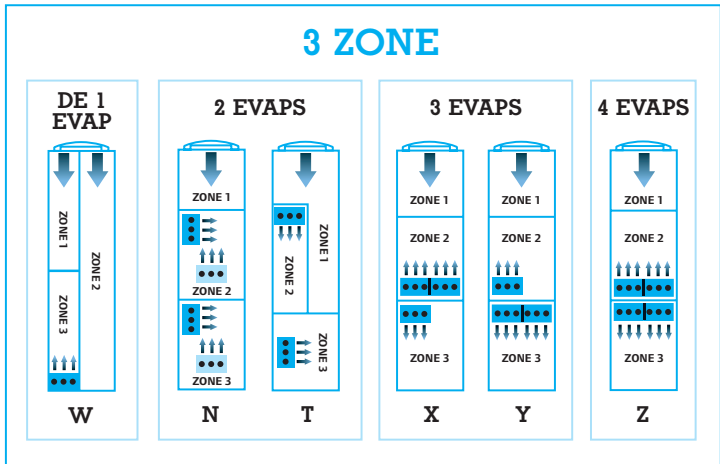 3 ZONE
DE 1
EVAP
ZONE 1
ZONE 2
ZONE 3
W
2 EVAPS
ZONE 1
ZONE 2
ZONE 3
N
ZONE 1
ZONE 2
ZONE 3
T
3 EVAPS
ZONE 1
ZONE 2
ZONE 3
X
ZONE 1
ZONE 2
ZONE 3
Y
4 EVAPS
ZONE 1
ZONE 2
ZONE 3
Z